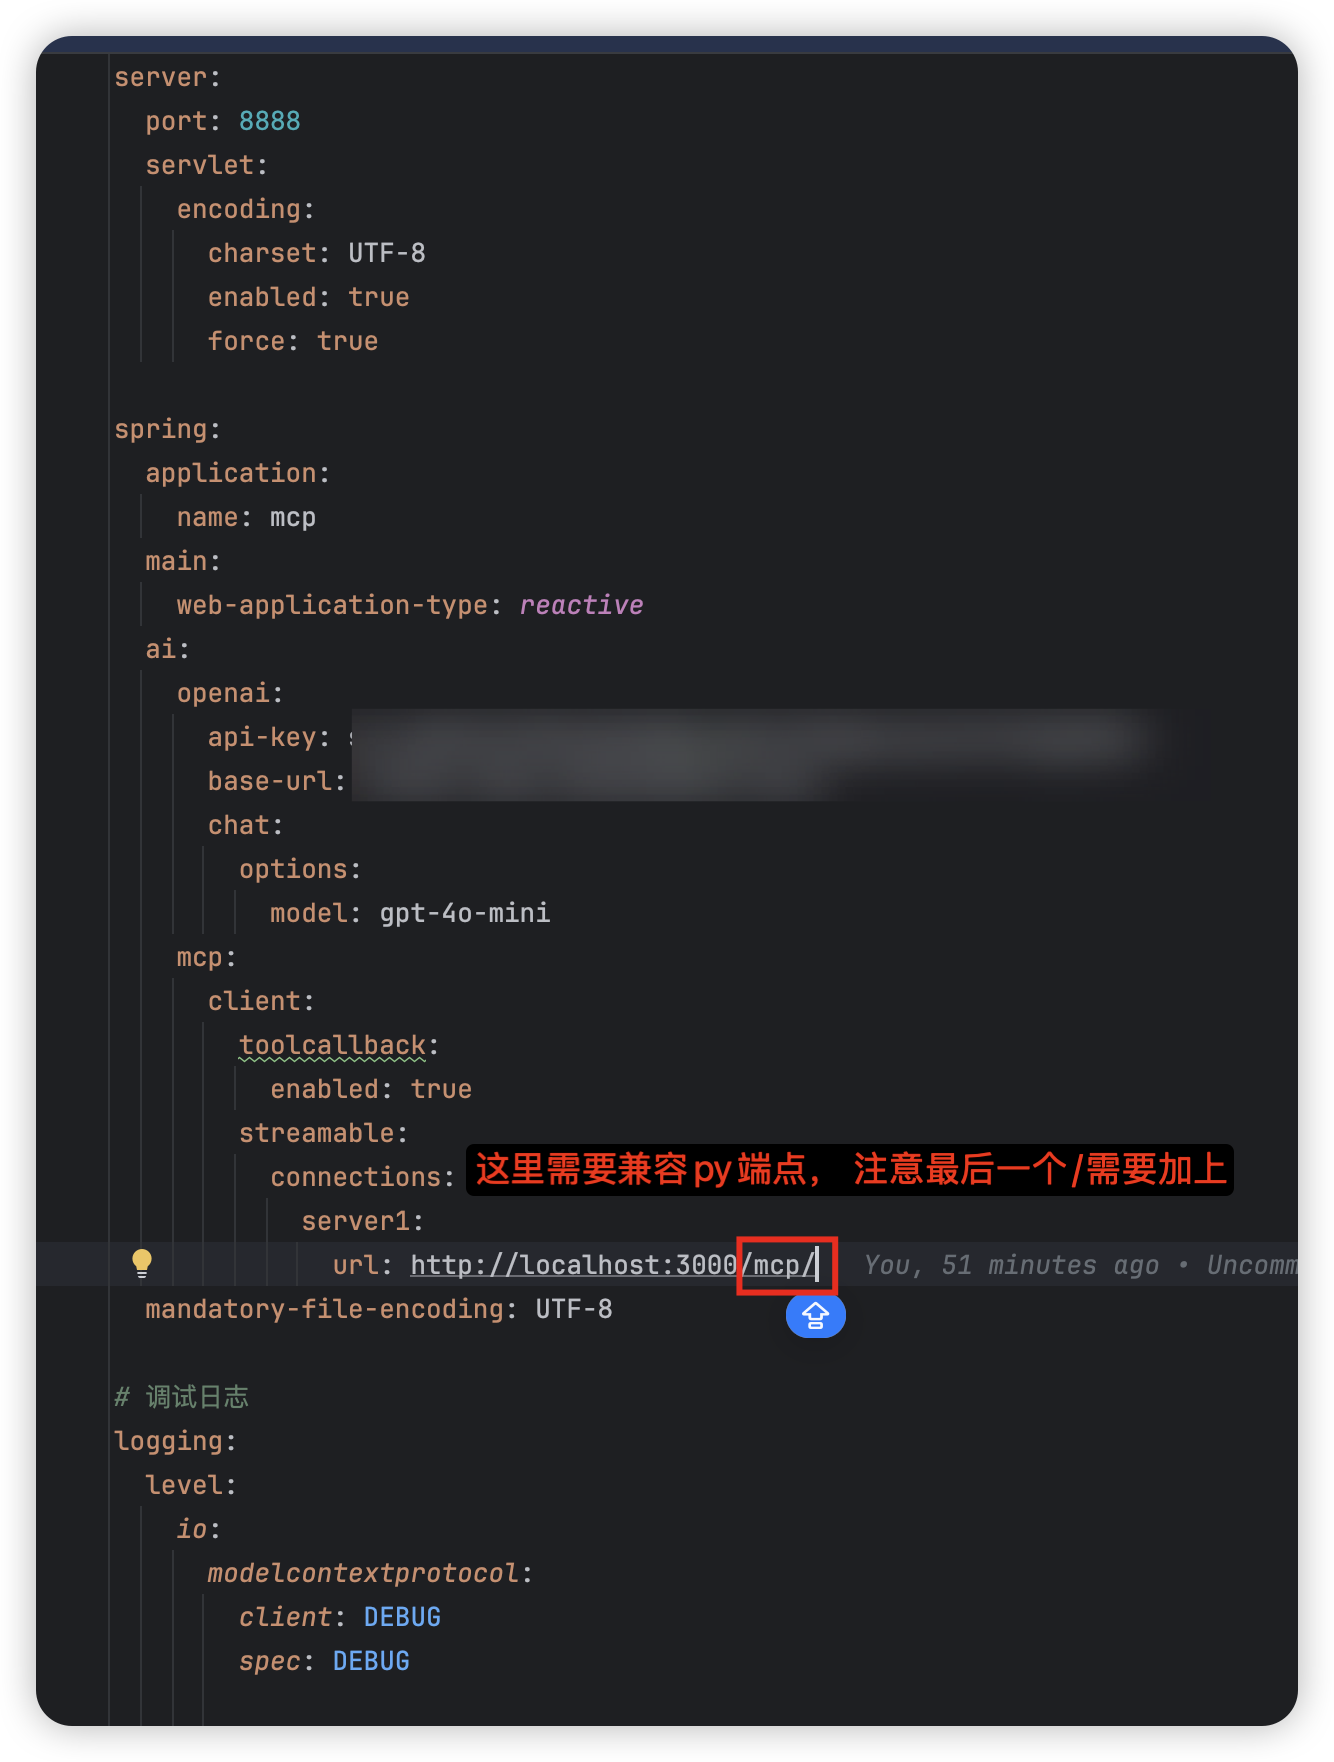 server:
port: 8888
servlet:
encoding:
charset: UTF-8
enabled: true
force: true
spring:
application:
name: mcp
main:
web-application-type: reactive
ai:
openai:
api-key:
base-url:
chat:
options:
model: gpt-4o-mini
mcp:
client:
toolcallback:
enabled: true
streamable:
connections: 这里需要兼容py端点， 注意最后一个/需要加上
server1:
url: http://localhost:3000/mcp/ You, 51 minutes ago • Uncomm
mandatory-file-encoding: UTF-8
# 调试日志
logging:
level:
io:
modelcontextprotocol:
client: DEBUG
spec: DEBUG